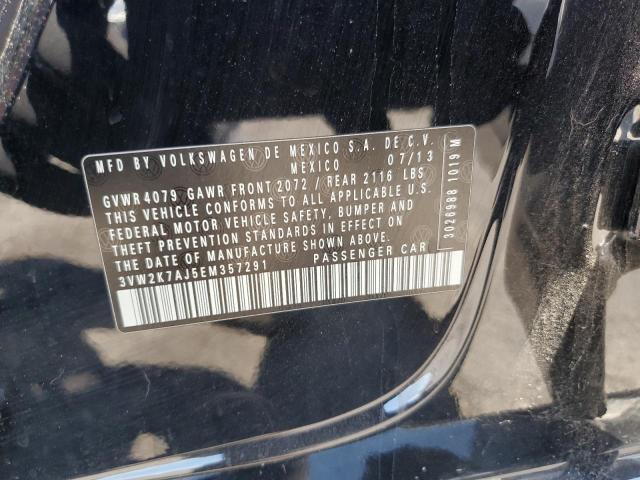 MFD BY VOLKSWAGEN DE MEXICO S.A. DE C.V.
MEXICO 07/13
GVWR 4079 GAWR FRONT 2072 / REAR 2116 LBS
THIS VEHICLE CONFORMS TO ALL APPLICABLE U.S.
FEDERAL MOTOR VEHICLE SAFETY, BUMPER AND
THEFT PREVENTION STANDARDS IN EFFECT ON
THE DATE OF MANUFACTURE SHOWN ABOVE.
3VW2K7AJ5EM357291 PASSENGER CAR
3026988 1019 M